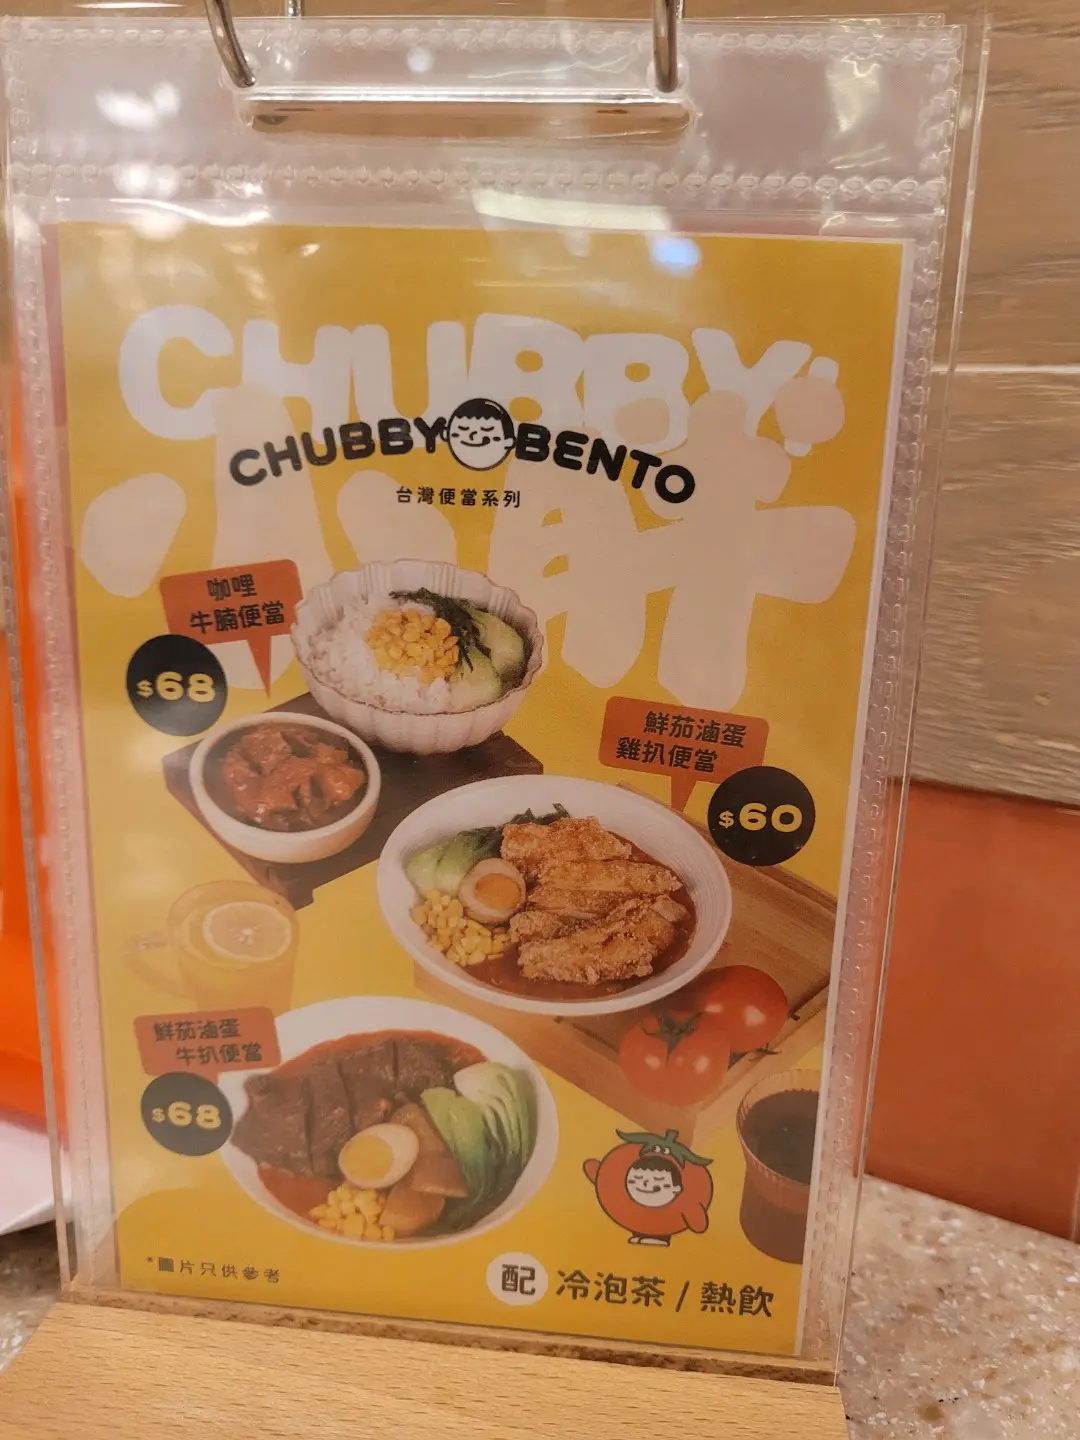 CHUBBY
小胖
CHUBBY BENTO
台灣便當系列
咖哩
牛腩便當
$68
鮮茄滷蛋
雞扒便當
$60
鮮茄滷蛋
牛扒便當
$68
*圖片只供參考
配 冷泡茶 / 熱飲